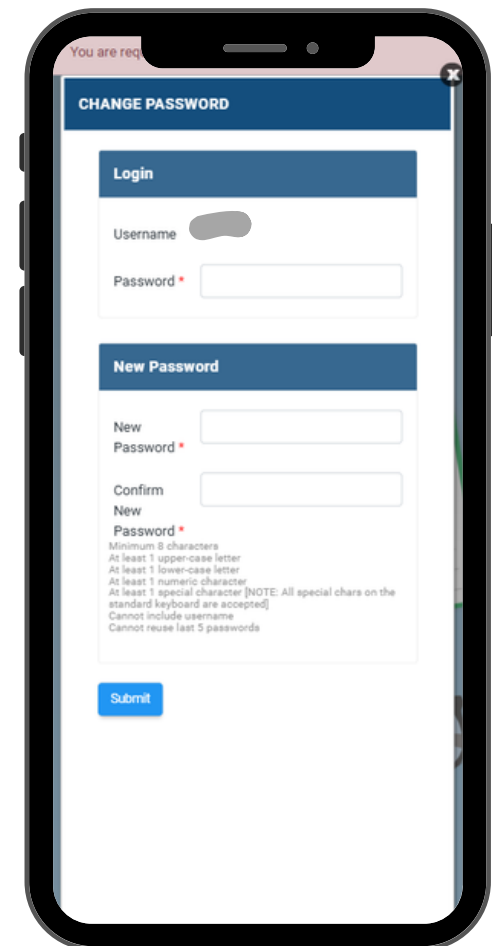 You are req
X
CHANGE PASSWORD
Login
Username
Password *
New Password
New
Password *
Confirm
New
Password *
Minimum 8 characters
At least 1 upper-case letter
At least 1 lower-case letter
At least 1 numeric character
At least 1 special character [NOTE: All special chars on the
standard keyboard are accepted]
Cannot include username
Cannot reuse last 5 passwords
Submit